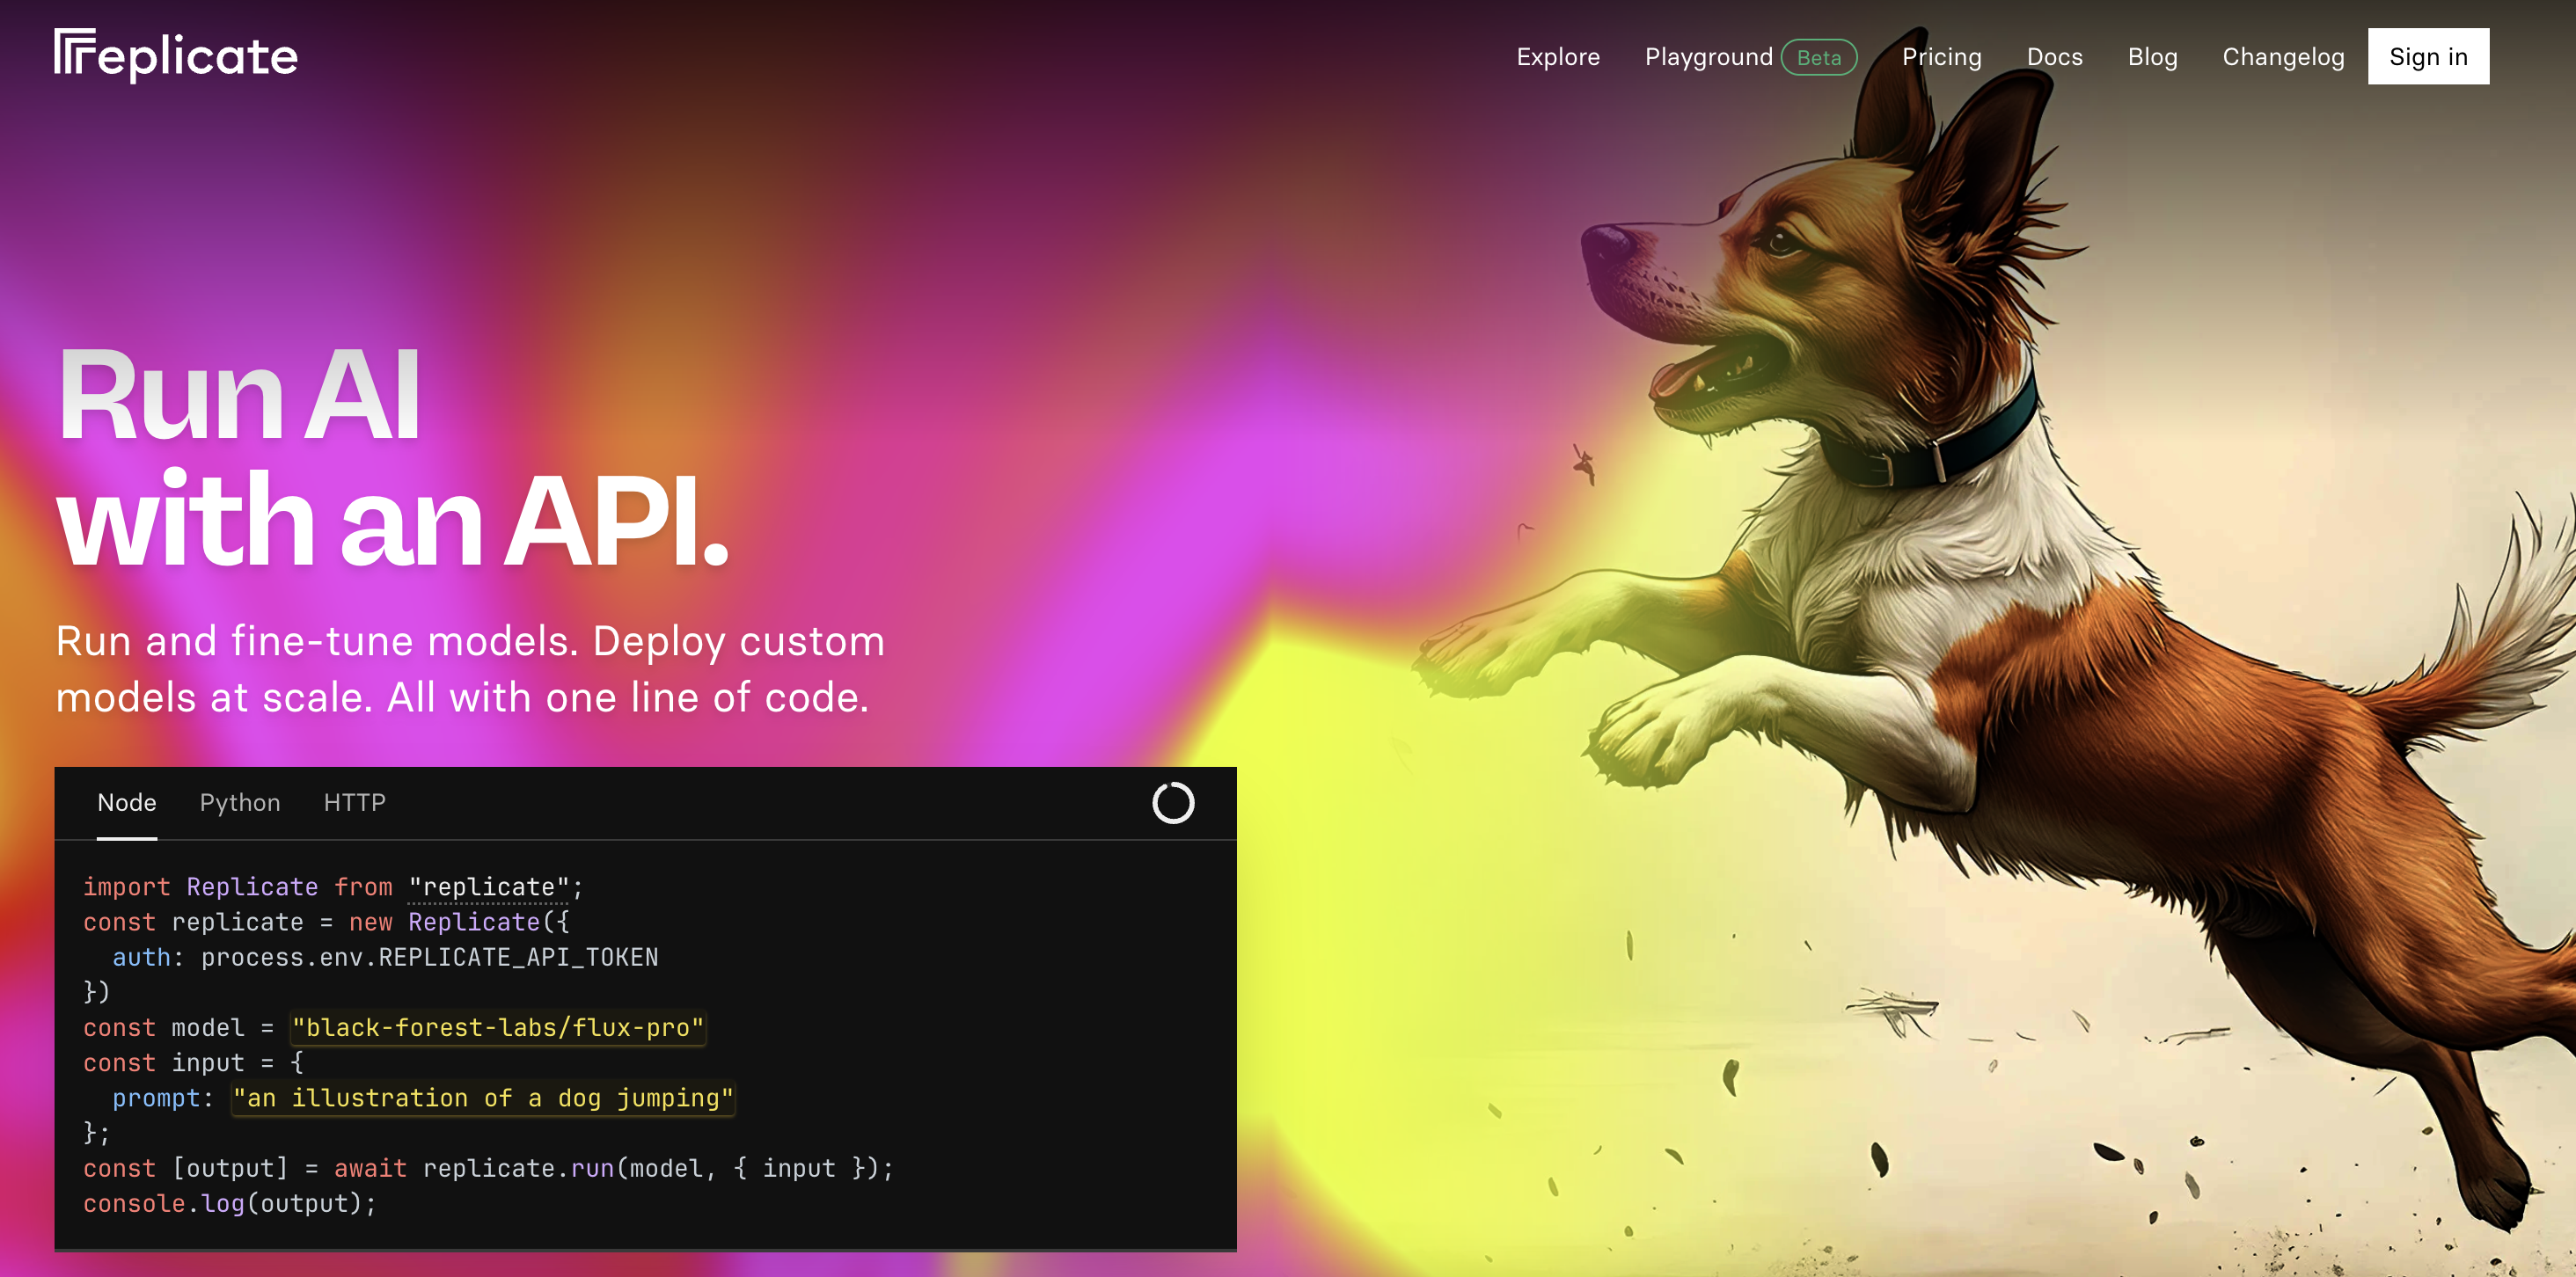 replicate
Explore Playground Beta Pricing Docs Blog Changelog Sign in
Run AI
with an API.
Run and fine-tune models. Deploy custom
models at scale. All with one line of code.
Node Python HTTP
import Replicate from "replicate";
const replicate = new Replicate({
  auth: process.env.REPLICATE_API_TOKEN
})
const model = "black-forest-labs/flux-pro"
const input = {
  prompt: "an illustration of a dog jumping"
};
const [output] = await replicate.run(model, { input });
console.log(output);